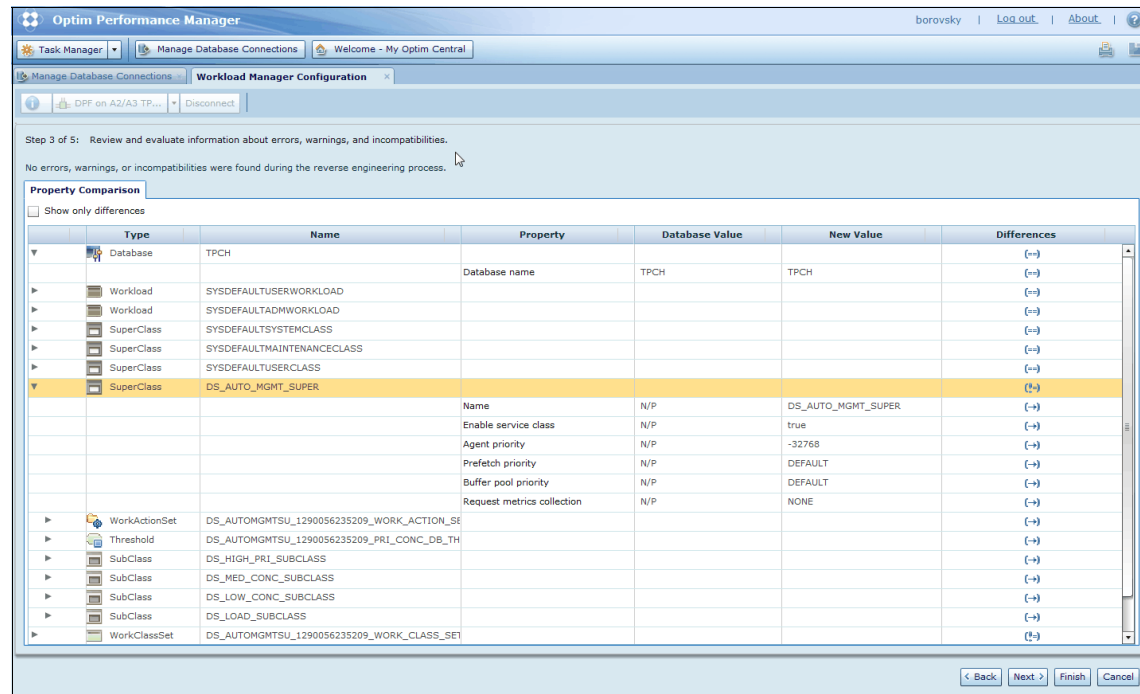 Optim Performance Manager borovsky | Log out | About | ?
Task Manager Manage Database Connections Welcome - My Optim Central
Manage Database Connections × Workload Manager Configuration ×
DPF on A2/A3 TP... Disconnect
Step 3 of 5: Review and evaluate information about errors, warnings, and incompatibilities.
No errors, warnings, or incompatibilities were found during the reverse engineering process.
Property Comparison
Show only differences
Type Name Property Database Value New Value Differences
Database TPCH (==)
Database name TPCH TPCH (==)
Workload SYSDEFAULTUSERWORKLOAD (==)
Workload SYSDEFAULTADMWORKLOAD (==)
SuperClass SYSDEFAULTSYSTEMCLASS (==)
SuperClass SYSDEFAULTMAINTENANCECLASS (==)
SuperClass SYSDEFAULTUSERCLASS (==)
SuperClass DS_AUTO_MGMT_SUPER (!=)
Name N/P DS_AUTO_MGMT_SUPER (→)
Enable service class N/P true (→)
Agent priority N/P -32768 (→)
Prefetch priority N/P DEFAULT (→)
Buffer pool priority N/P DEFAULT (→)
Request metrics collection N/P NONE (→)
WorkActionSet DS_AUTOMGMTSU_1290056235209_WORK_ACTION_SE (→)
Threshold DS_AUTOMGMTSU_1290056235209_PRI_CONC_DB_TH (→)
SubClass DS_HIGH_PRI_SUBCLASS (→)
SubClass DS_MED_CONC_SUBCLASS (→)
SubClass DS_LOW_CONC_SUBCLASS (→)
SubClass DS_LOAD_SUBCLASS (→)
WorkClassSet DS_AUTOMGMTSU_1290056235209_WORK_CLASS_SET (!=)
< Back Next > Finish Cancel